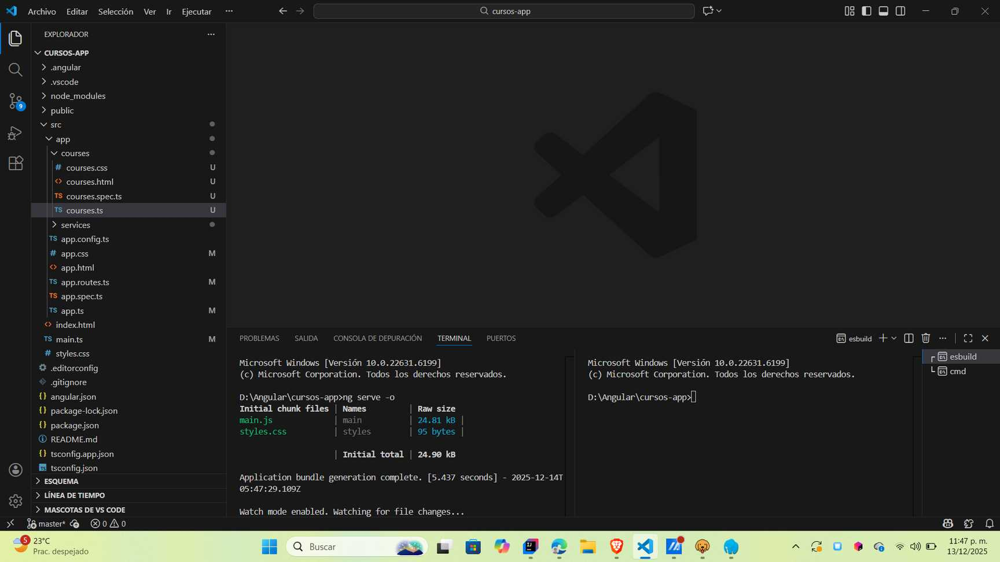 Archivo Editar Selección Ver Ir Ejecutar ··· cursos-app
EXPLORADOR ···
CURSOS-APP
.angular
.vscode
node_modules
public
src
app
courses
# courses.css U
<> courses.html U
TS courses.spec.ts U
TS courses.ts U
services
TS app.config.ts
# app.css M
<> app.html
TS app.routes.ts M
TS app.spec.ts
TS app.ts M
<> index.html
TS main.ts M
# styles.css
.editorconfig
.gitignore
{} angular.json
{} package-lock.json
{} package.json
README.md
{} tsconfig.app.json
TS tsconfig.json
ESQUEMA
LÍNEA DE TIEMPO
MASCOTAS DE VS CODE
9
PROBLEMAS SALIDA CONSOLA DE DEPURACIÓN TERMINAL PUERTOS
esbuild
Microsoft Windows [Versión 10.0.22631.6199]
(c) Microsoft Corporation. Todos los derechos reservados.
D:\Angular\cursos-app>ng serve -o
Initial chunk files | Names | Raw size
main.js | main | 24.81 kB |
styles.css | styles | 95 bytes |
| Initial total | 24.90 kB
Application bundle generation complete. [5.437 seconds] - 2025-12-14T
05:47:29.109Z
Watch mode enabled. Watching for file changes...
Microsoft Windows [Versión 10.0.22631.6199]
(c) Microsoft Corporation. Todos los derechos reservados.
D:\Angular\cursos-app>
esbuild
cmd
master* 0 0
5
23°C
Prac. despejado
Buscar
IJ
11:47 p. m.
13/12/2025